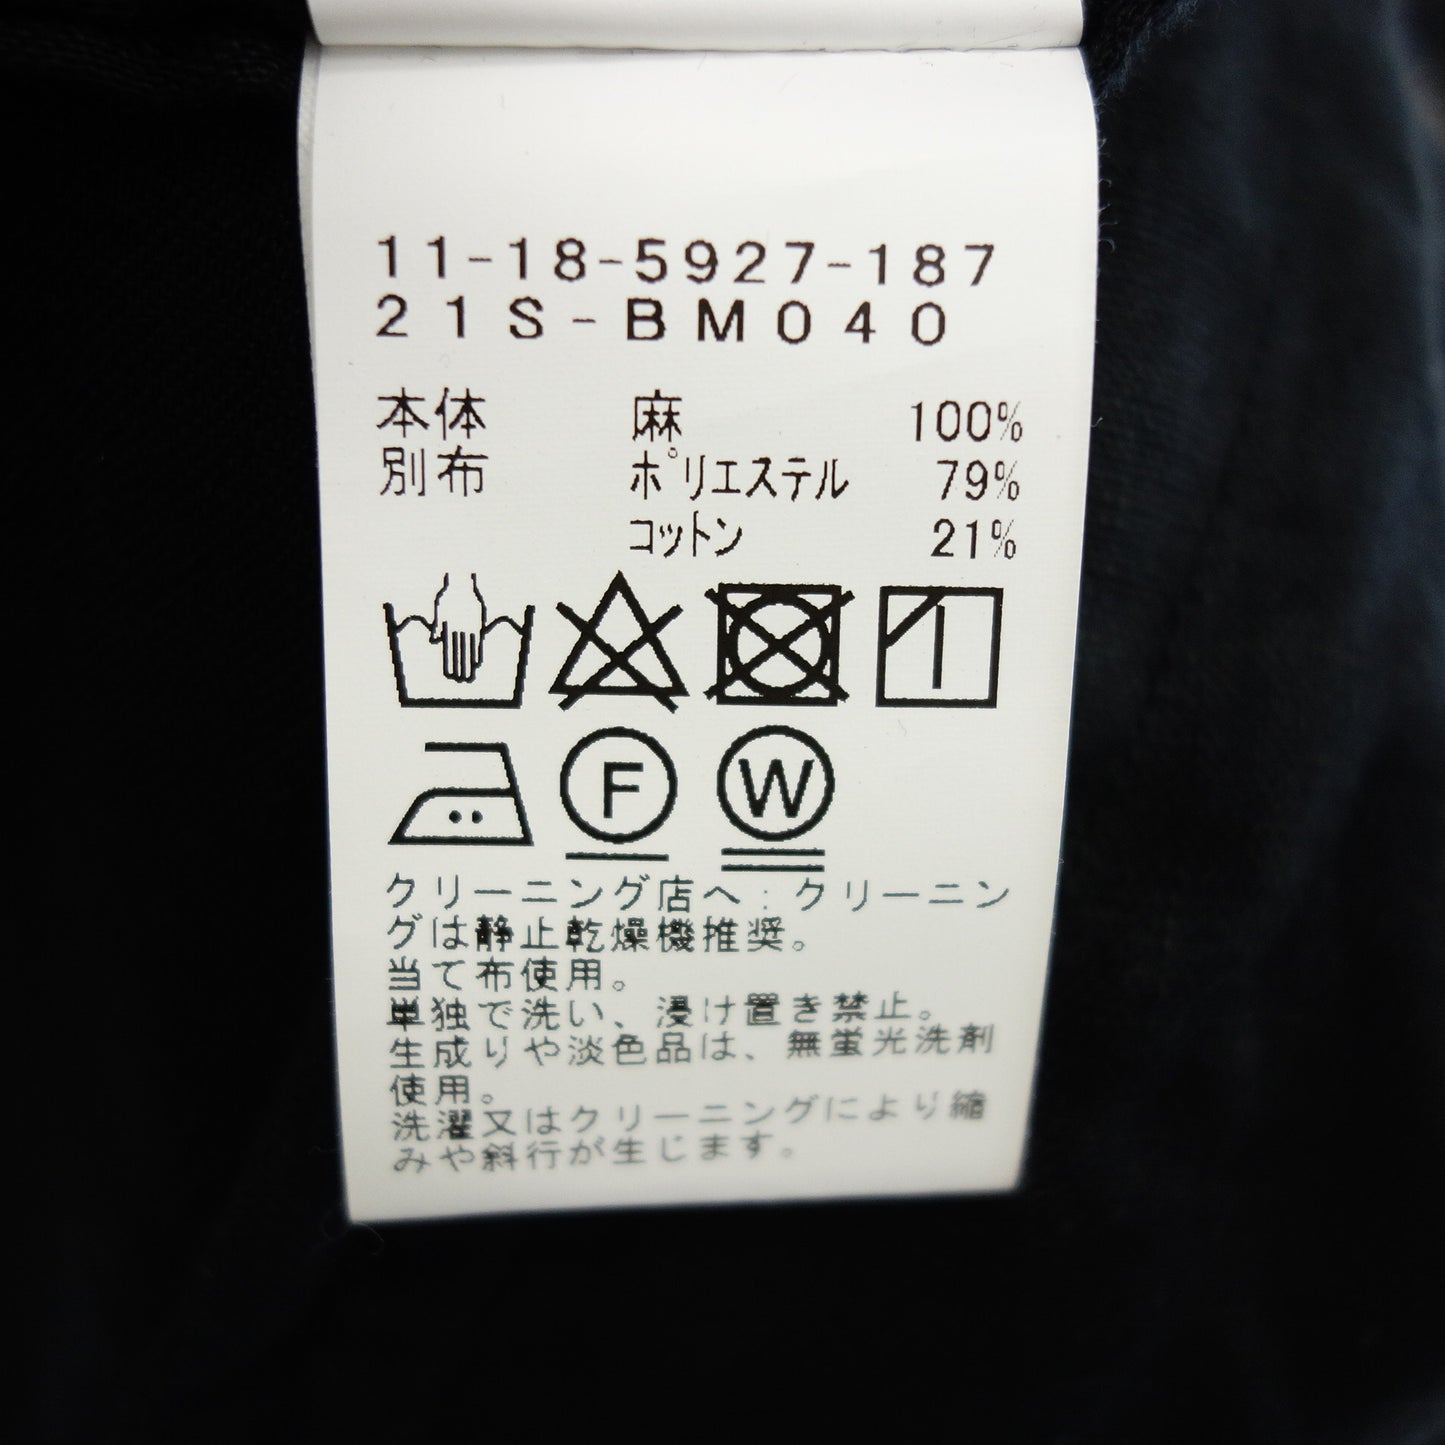 11-18-5927-187
21S-BM040
本体 麻 100%
別布 ポリエステル 79%
コットン 21%
F W
クリーニング店へ:クリーニン
グは静止乾燥機推奨。
当て布使用。
単独で洗い、浸け置き禁止。
生成りや淡色品は、無蛍光洗剤
使用。
洗濯又はクリーニングにより縮
みや斜行が生じます。